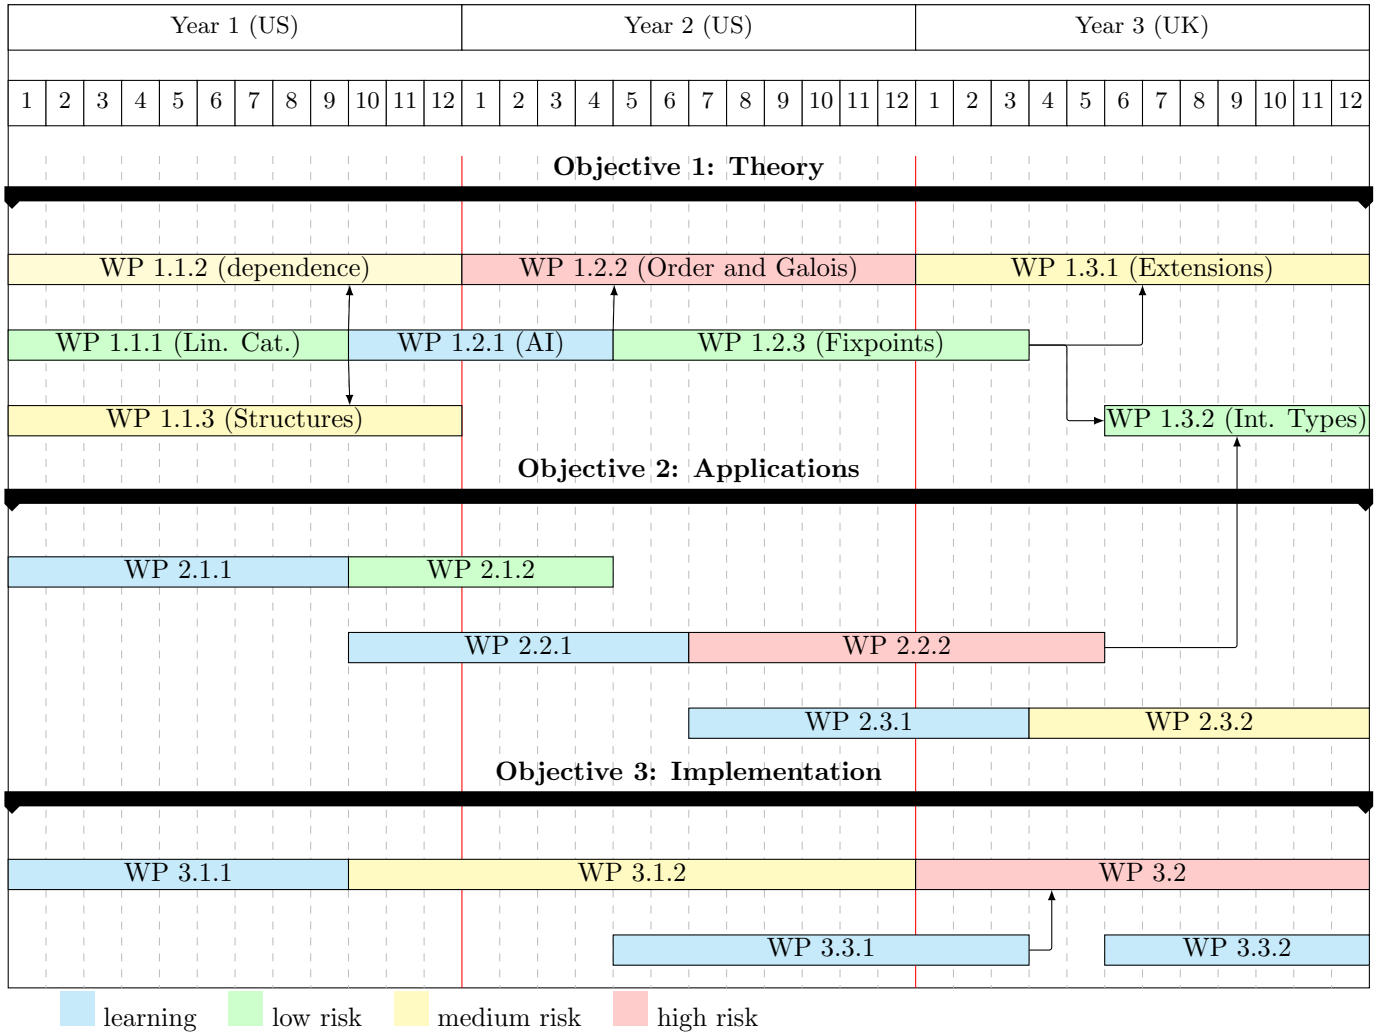 Year 1 (US) Year 2 (US) Year 3 (UK)
1 2 3 4 5 6 7 8 9 10 11 12 1 2 3 4 5 6 7 8 9 10 11 12 1 2 3 4 5 6 7 8 9 10 11 12
Objective 1: Theory
WP 1.1.2 (dependence) WP 1.2.2 (Order and Galois) WP 1.3.1 (Extensions)
WP 1.1.1 (Lin. Cat.) WP 1.2.1 (AI) WP 1.2.3 (Fixpoints)
WP 1.1.3 (Structures) WP 1.3.2 (Int. Types)
Objective 2: Applications
WP 2.1.1 WP 2.1.2
WP 2.2.1 WP 2.2.2
WP 2.3.1 WP 2.3.2
Objective 3: Implementation
WP 3.1.1 WP 3.1.2 WP 3.2
WP 3.3.1 WP 3.3.2
learning low risk medium risk high risk